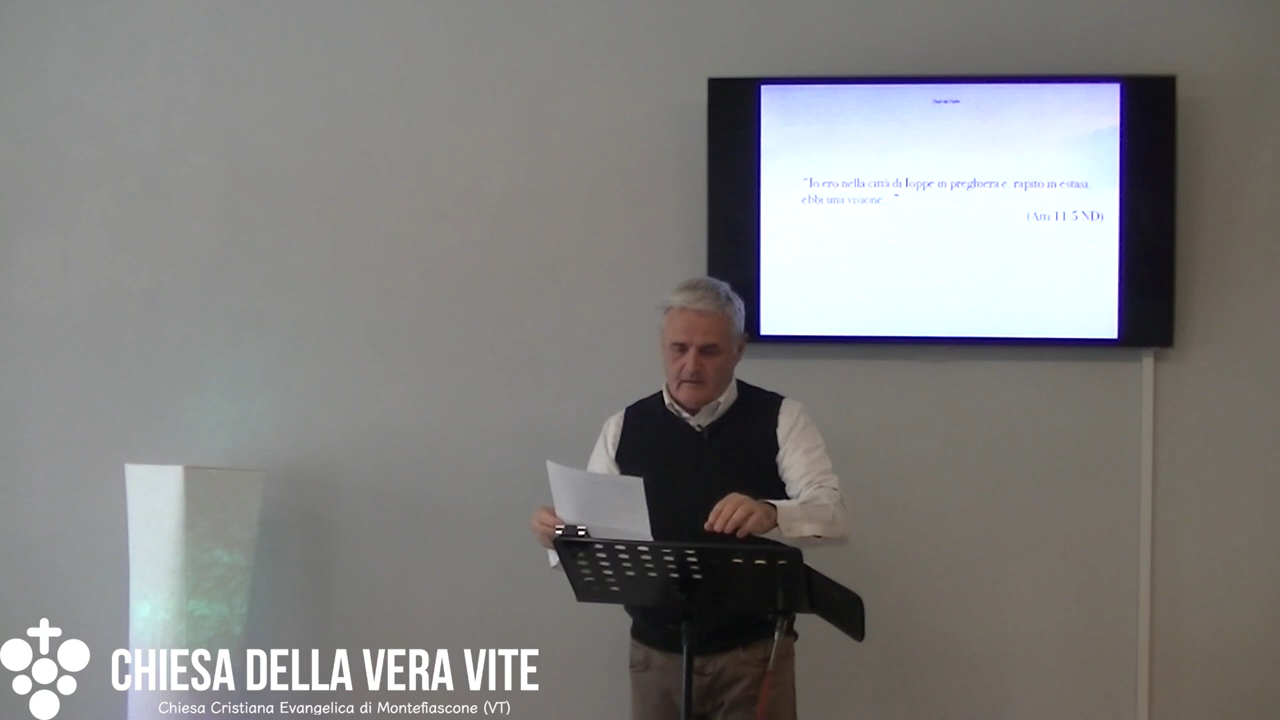 "Io ero nella città di Ioppe in preghiera e, rapito in estasi,
ebbi una visione..."
(Atti 11:5 ND)
CHIESA DELLA VERA VITE
Chiesa Cristiana Evangelica di Montefiascone (VT)